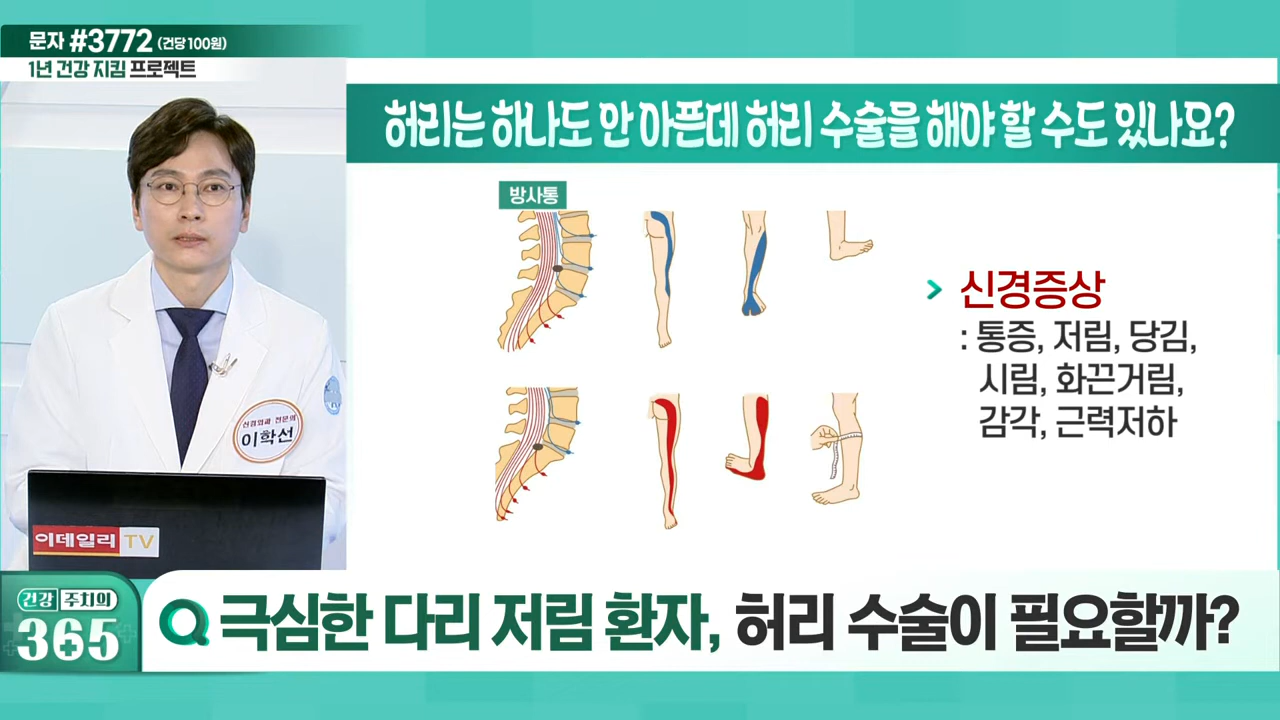 문자 #3772 (건당 100원)
1년 건강 지킴 프로젝트
허리는 하나도 안 아픈데 허리 수술을 해야 할 수도 있나요?
방사통
신경증상
: 통증, 저림, 당김,
시림, 화끈거림,
감각, 근력저하
신경외과 전문의
이학선
이데일리 TV
건강 주치의
365
Q 극심한 다리 저림 환자, 허리 수술이 필요할까?